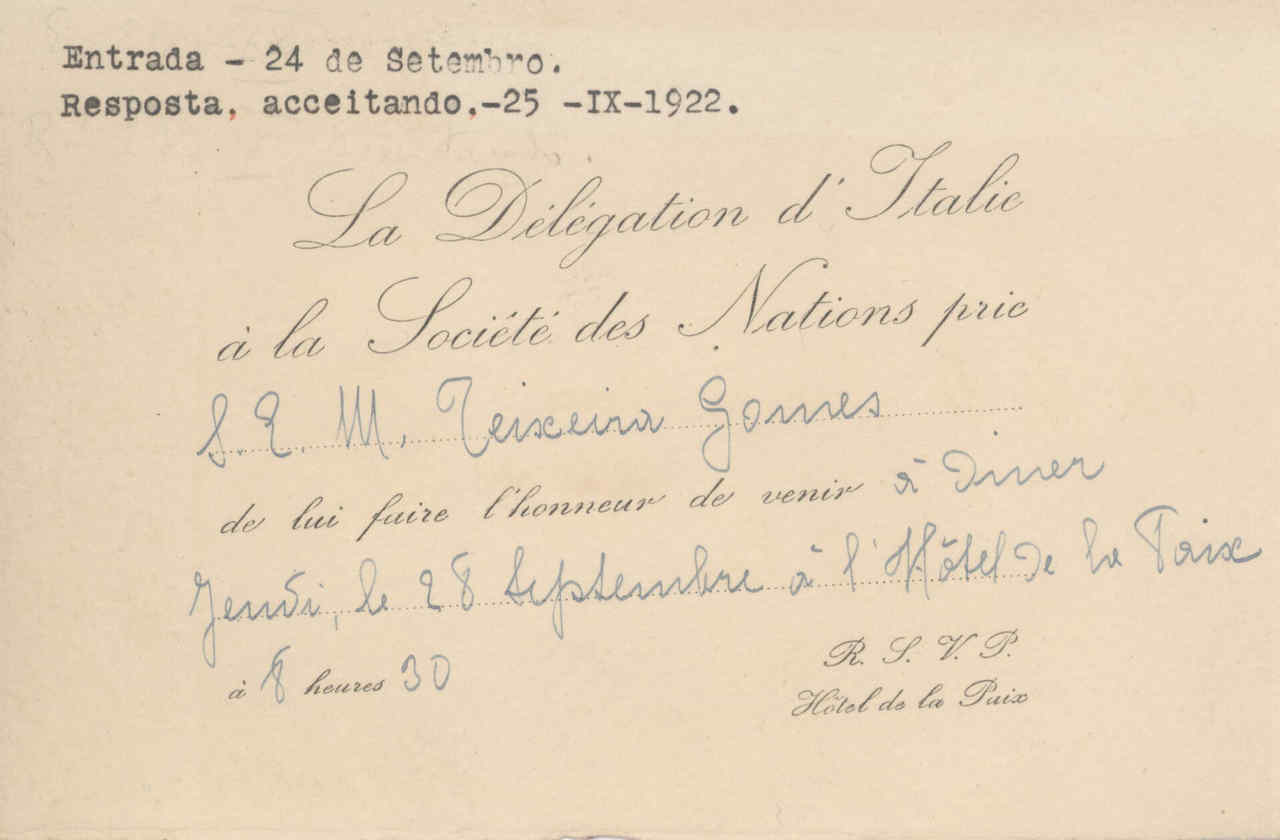 Entrada - 24 de Setembro.
Resposta, acceitando.-25 -IX-1922.
La Délégation d'Italie
à la Société des Nations prie
S. E. M. Teixeira Gomes
de lui faire l'honneur de venir à Diner
Jeudi, le 28 Septembre à l'Hôtel de la Paix
à 8 heures 30
R. S. V. P.
Hôtel de la Paix